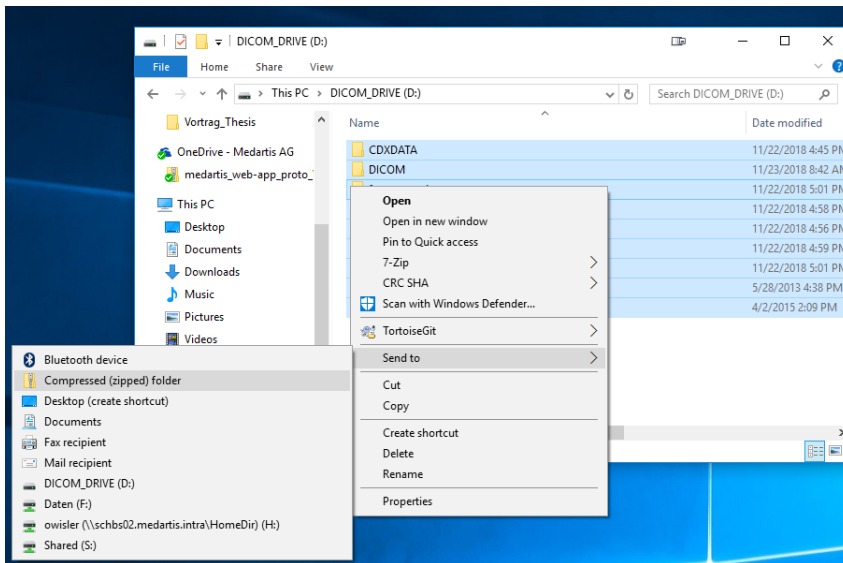 DICOM_DRIVE (D:)
File Home Share View
This PC > DICOM_DRIVE (D:)
Search DICOM_DRIVE (D:)
Vortrag_Thesis
OneDrive - Medartis AG
medartis_web-app_proto_
This PC
Desktop
Documents
Downloads
Music
Pictures
Videos
Name Date modified
CDXDATA 11/22/2018 4:45 PM
DICOM 11/23/2018 8:42 AM
11/22/2018 5:01 PM
11/22/2018 4:58 PM
11/22/2018 4:56 PM
11/22/2018 4:59 PM
11/22/2018 5:01 PM
5/28/2013 4:38 PM
4/2/2015 2:09 PM
Open
Open in new window
Pin to Quick access
7-Zip
CRC SHA
Scan with Windows Defender...
TortoiseGit
Send to
Cut
Copy
Create shortcut
Delete
Rename
Properties
Bluetooth device
Compressed (zipped) folder
Desktop (create shortcut)
Documents
Fax recipient
Mail recipient
DICOM_DRIVE (D:)
Daten (F:)
owisler (\\schbs02.medartis.intra\HomeDir) (H:)
Shared (S:)